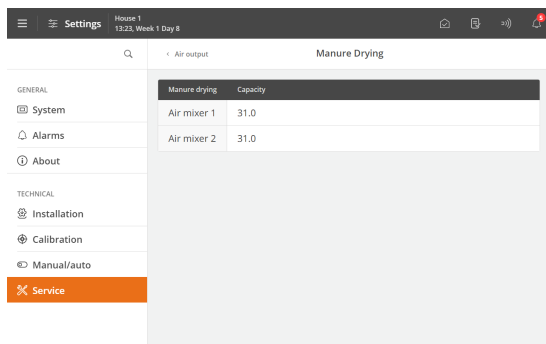 Settings
House 1
13:23, Week 1 Day 8
5
Air output
Manure Drying
GENERAL
System
Alarms
About
TECHNICAL
Installation
Calibration
Manual/auto
Service
Manure drying Capacity
Air mixer 1 31.0
Air mixer 2 31.0